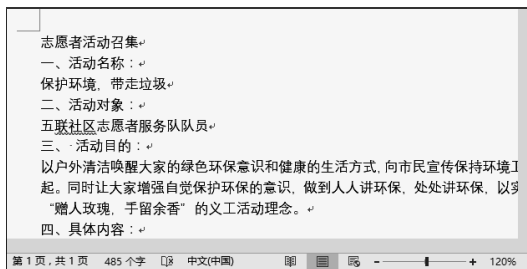 志愿者活动召集
一、活动名称：
保护环境，带走垃圾
二、活动对象：
五联社区志愿者服务队队员
三、·活动目的：
以户外清洁唤醒大家的绿色环保意识和健康的生活方式，向市民宣传保持环境
起。同时让大家增强自觉保护环保的意识，做到人人讲环保，处处讲环保，以实
“赠人玫瑰，手留余香”的义工活动理念。
四、具体内容：
第1页，共1页 485个字 中文(中国) 120%